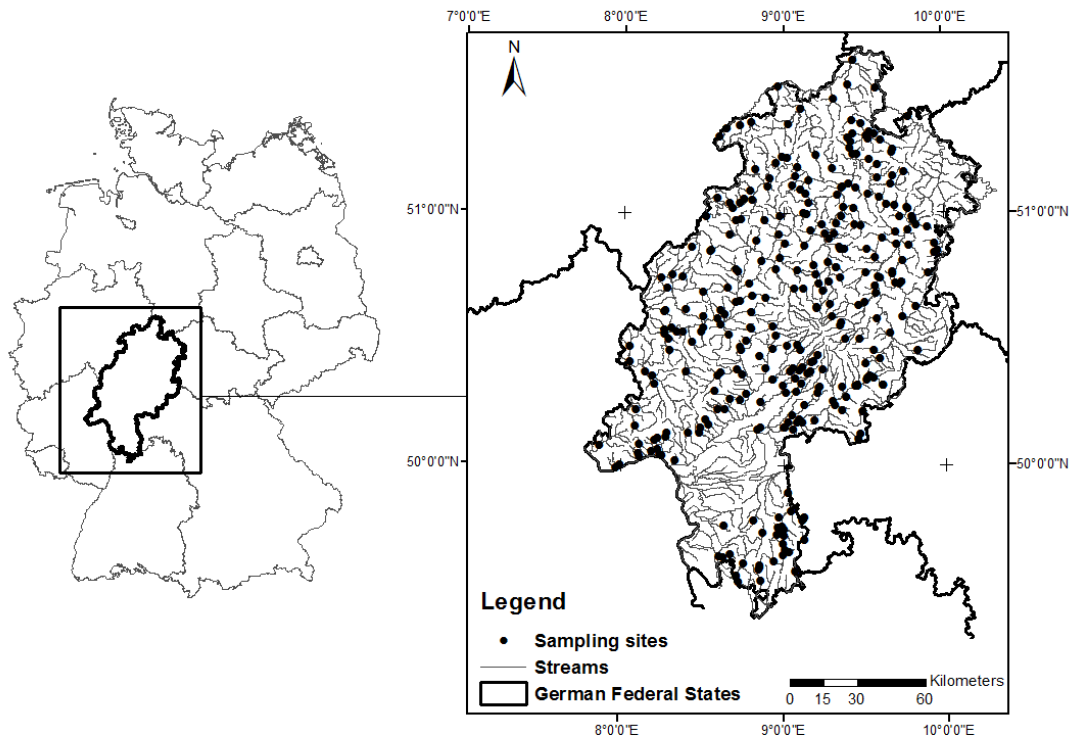 7°0'0"E 8°0'0"E 9°0'0"E 10°0'0"E
N
51°0'0"N 51°0'0"N
50°0'0"N 50°0'0"N
Legend
Sampling sites
Streams
German Federal States
Kilometers
0 15 30 60
8°0'0"E 9°0'0"E 10°0'0"E